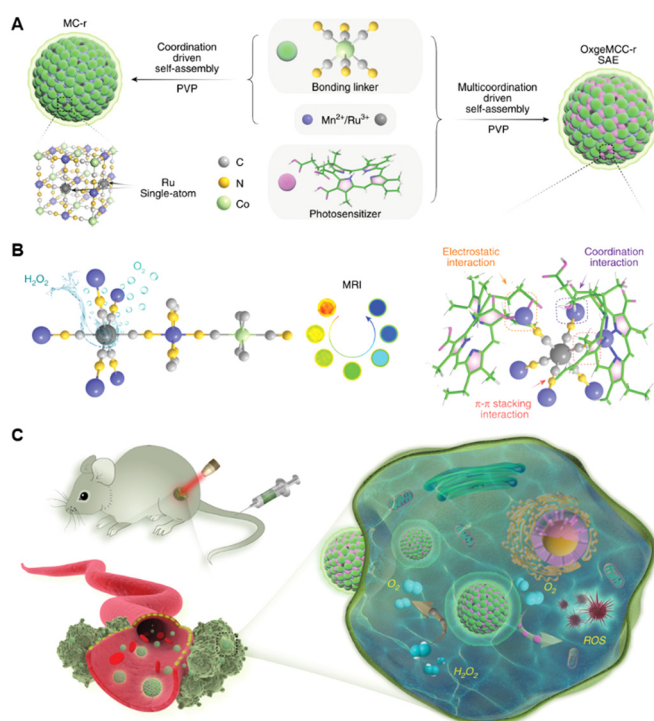 A
MC-r
Coordination
driven
self-assembly
PVP
Bonding linker
Mn²⁺/Ru³⁺
Photosensitizer
Multicoordination
driven
self-assembly
PVP
OxgeMCC-r
SAE
Ru
Single-atom
C
N
Co
B
H₂O₂
O₂
MRI
Electrostatic
interaction
Coordination
interaction
π-π stacking
interaction
C
O₂
O₂
H₂O₂
ROS